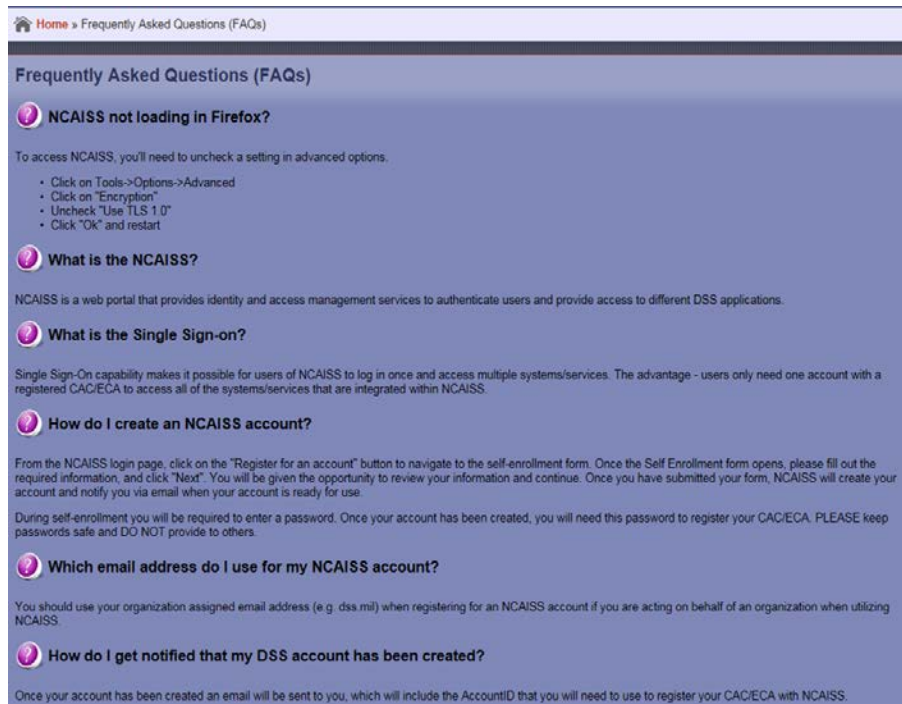 Home » Frequently Asked Questions (FAQs)
Frequently Asked Questions (FAQs)
NCAISS not loading in Firefox?
To access NCAISS, you'll need to uncheck a setting in advanced options.
• Click on Tools->Options->Advanced
• Click on "Encryption"
• Uncheck "Use TLS 1.0"
• Click "Ok" and restart
What is the NCAISS?
NCAISS is a web portal that provides identity and access management services to authenticate users and provide access to different DSS applications.
What is the Single Sign-on?
Single Sign-On capability makes it possible for users of NCAISS to log in once and access multiple systems/services. The advantage - users only need one account with a
registered CAC/ECA to access all of the systems/services that are integrated within NCAISS.
How do I create an NCAISS account?
From the NCAISS login page, click on the "Register for an account" button to navigate to the self-enrollment form. Once the Self Enrollment form opens, please fill out the
required information, and click "Next". You will be given the opportunity to review your information and continue. Once you have submitted your form, NCAISS will create your
account and notify you via email when your account is ready for use.
During self-enrollment you will be required to enter a password. Once your account has been created, you will need this password to register your CAC/ECA. PLEASE keep
passwords safe and DO NOT provide to others.
Which email address do I use for my NCAISS account?
You should use your organization assigned email address (e.g. dss.mil) when registering for an NCAISS account if you are acting on behalf of an organization when utilizing
NCAISS.
How do I get notified that my DSS account has been created?
Once your account has been created an email will be sent to you, which will include the AccountID that you will need to use to register your CAC/ECA with NCAISS.